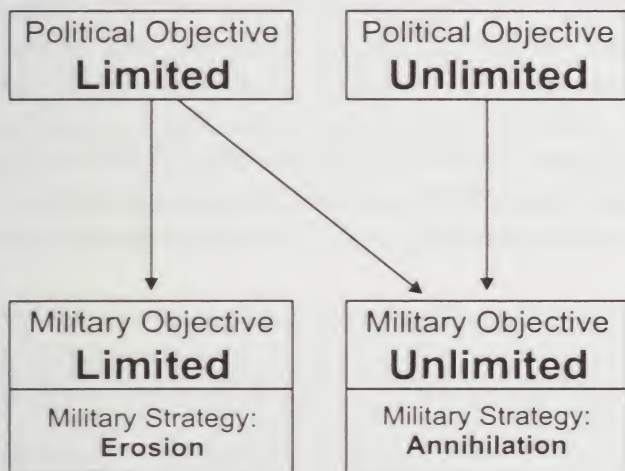 Political Objective
Limited
Political Objective
Unlimited
Military Objective
Limited
Military Strategy:
Erosion
Military Objective
Unlimited
Military Strategy:
Annihilation